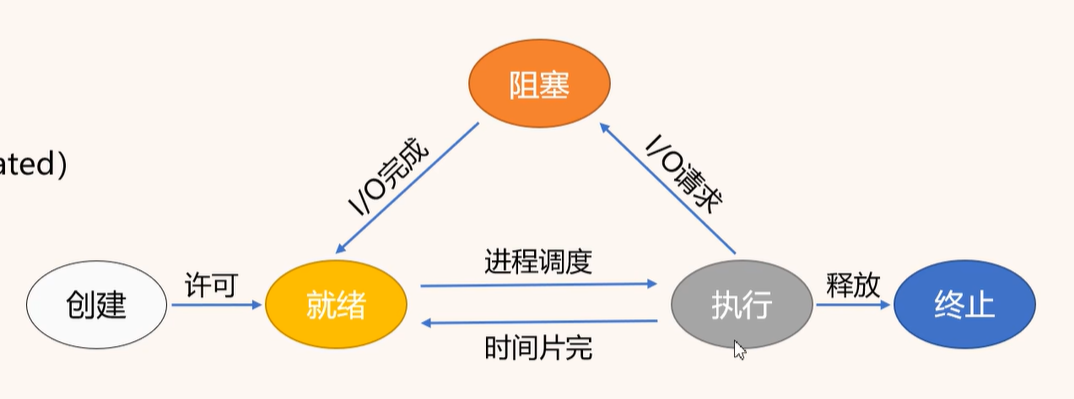 阻塞
I/O完成
I/O请求
ated）
创建
许可
就绪
进程调度
时间片完
执行
释放
终止